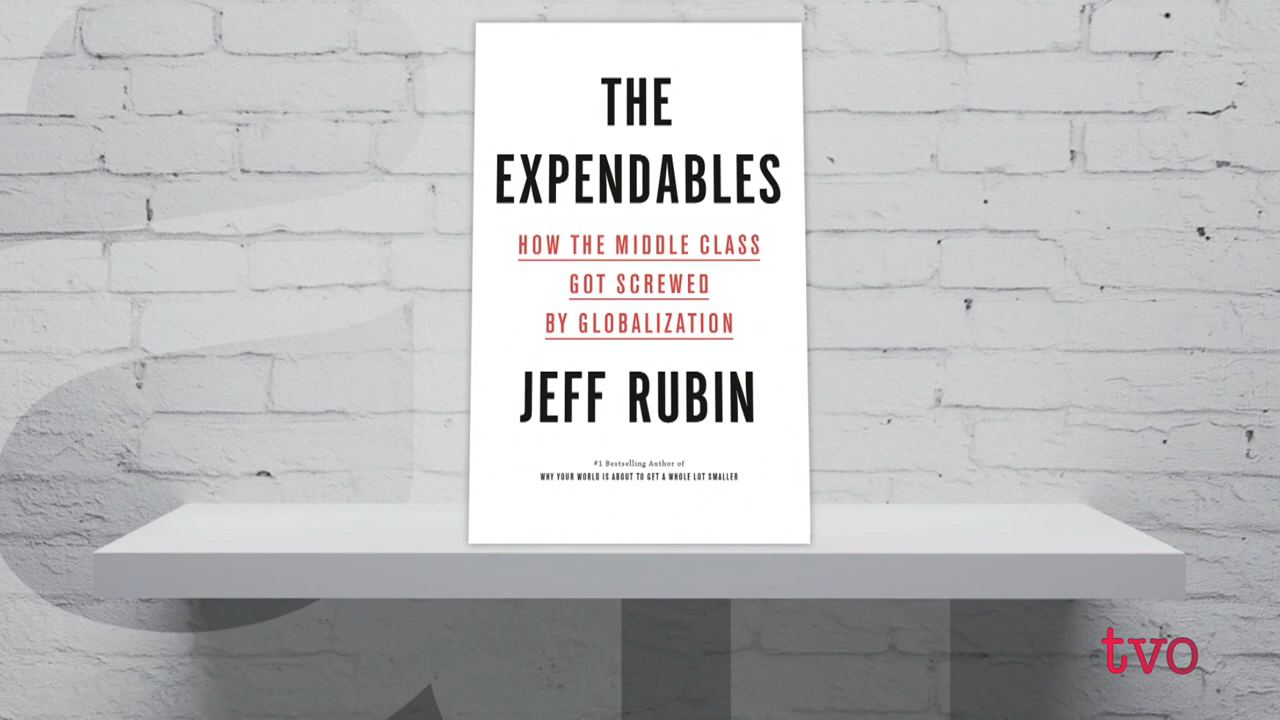 THE
EXPENDABLES
HOW THE MIDDLE CLASS
GOT SCREWED
BY GLOBALIZATION
JEFF RUBIN
#1 Bestselling Author of
WHY YOUR WORLD IS ABOUT TO GET A WHOLE LOT SMALLER
tvo